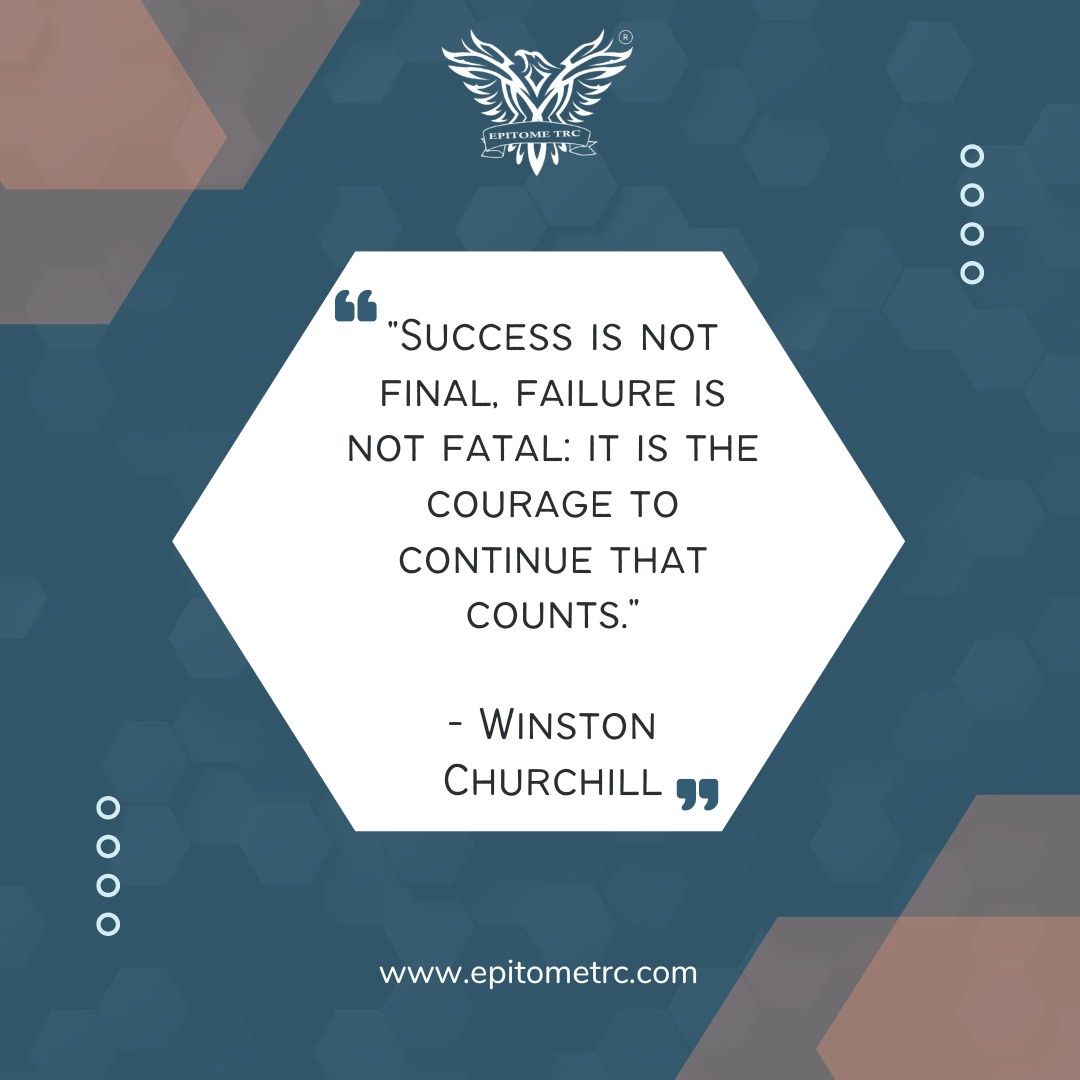 ®
EPITOME TRC
"Success is not
final, failure is
not fatal: it is the
courage to
continue that
counts."
- Winston
Churchill
www.epitometrc.com